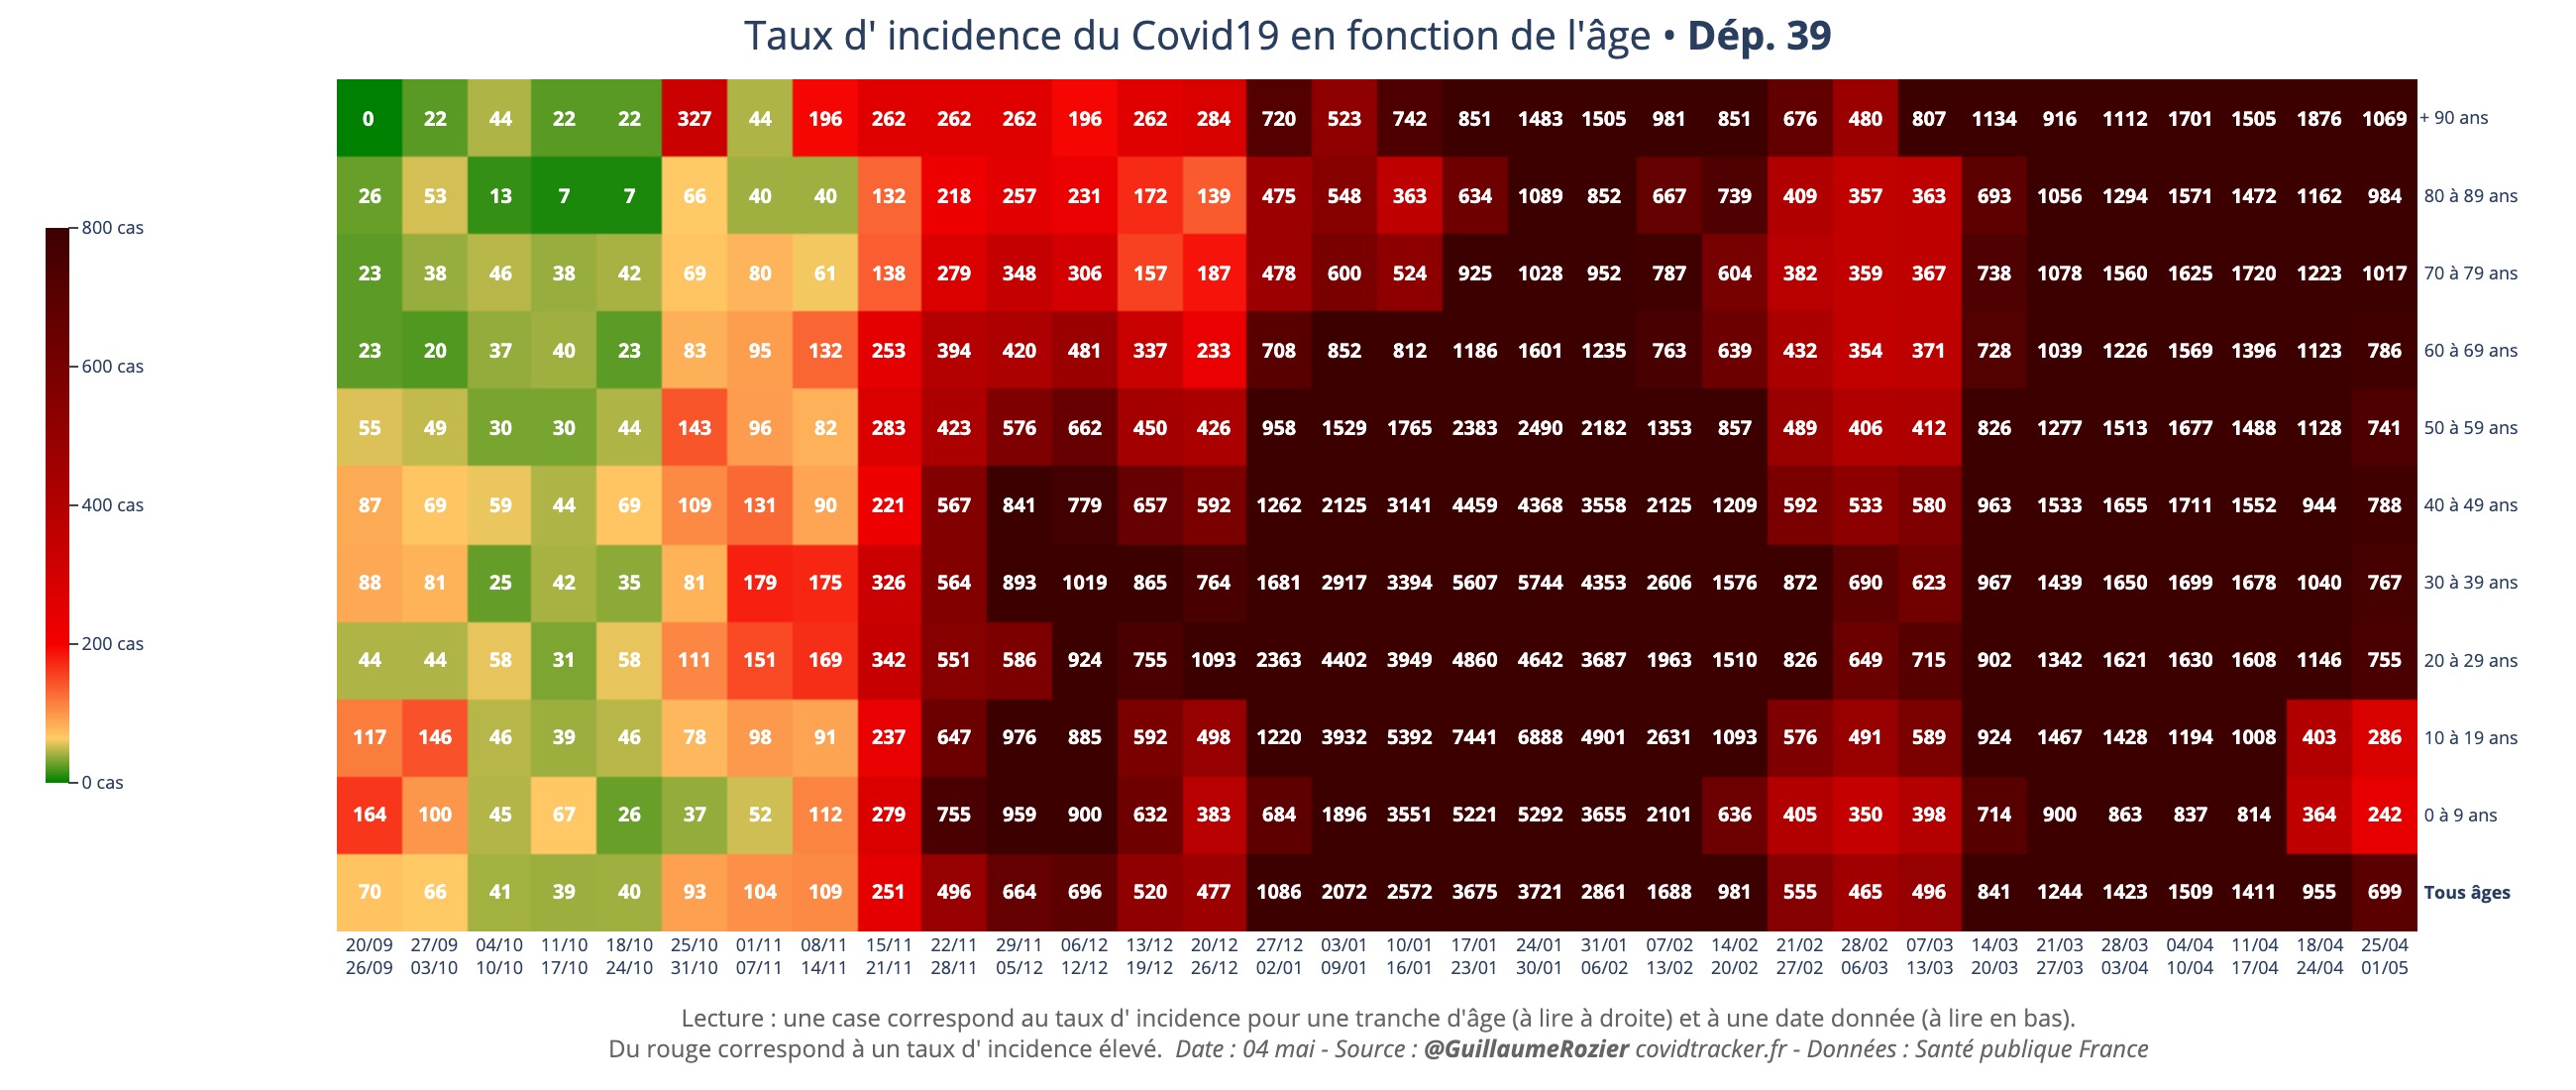 Taux d' incidence du Covid19 en fonction de l'âge • Dép. 39
0 22 44 22 22 327 44 196 262 262 262 196 262 284 720 523 742 851 1483 1505 981 851 676 480 807 1134 916 1112 1701 1505 1876 1069 + 90 ans
26 53 13 7 7 66 40 40 132 218 257 231 172 139 475 548 363 634 1089 852 667 739 409 357 363 693 1056 1294 1571 1472 1162 984 80 à 89 ans
800 cas
23 38 46 38 42 69 80 61 138 279 348 306 157 187 478 600 524 925 1028 952 787 604 382 359 367 738 1078 1560 1625 1720 1223 1017 70 à 79 ans
23 20 37 40 23 83 95 132 253 394 420 481 337 233 708 852 812 1186 1601 1235 763 639 432 354 371 728 1039 1226 1569 1396 1123 786 60 à 69 ans
600 cas
55 49 30 30 44 143 96 82 283 423 576 662 450 426 958 1529 1765 2383 2490 2182 1353 857 489 406 412 826 1277 1513 1677 1488 1128 741 50 à 59 ans
400 cas
87 69 59 44 69 109 131 90 221 567 841 779 657 592 1262 2125 3141 4459 4368 3558 2125 1209 592 533 580 963 1533 1655 1711 1552 944 788 40 à 49 ans
88 81 25 42 35 81 179 175 326 564 893 1019 865 764 1681 2917 3394 5607 5744 4353 2606 1576 872 690 623 967 1439 1650 1699 1678 1040 767 30 à 39 ans
200 cas
44 44 58 31 58 111 151 169 342 551 586 924 755 1093 2363 4402 3949 4860 4642 3687 1963 1510 826 649 715 902 1342 1621 1630 1608 1146 755 20 à 29 ans
117 146 46 39 46 78 98 91 237 647 976 885 592 498 1220 3932 5392 7441 6888 4901 2631 1093 576 491 589 924 1467 1428 1194 1008 403 286 10 à 19 ans
0 cas
164 100 45 67 26 37 52 112 279 755 959 900 632 383 684 1896 3551 5221 5292 3655 2101 636 405 350 398 714 900 863 837 814 364 242 0 à 9 ans
70 66 41 39 40 93 104 109 251 496 664 696 520 477 1086 2072 2572 3675 3721 2861 1688 981 555 465 496 841 1244 1423 1509 1411 955 699 Tous âges
20/09 27/09 04/10 11/10 18/10 25/10 01/11 08/11 15/11 22/11 29/11 06/12 13/12 20/12 27/12 03/01 10/01 17/01 24/01 31/01 07/02 14/02 21/02 28/02 07/03 14/03 21/03 28/03 04/04 11/04 18/04 25/04
26/09 03/10 10/10 17/10 24/10 31/10 07/11 14/11 21/11 28/11 05/12 12/12 19/12 26/12 02/01 09/01 16/01 23/01 30/01 06/02 13/02 20/02 27/02 06/03 13/03 20/03 27/03 03/04 10/04 17/04 24/04 01/05
Lecture : une case correspond au taux d' incidence pour une tranche d'âge (à lire à droite) et à une date donnée (à lire en bas).
Du rouge correspond à un taux d' incidence élevé. Date : 04 mai - Source : @GuillaumeRozier covidtracker.fr - Données : Santé publique France